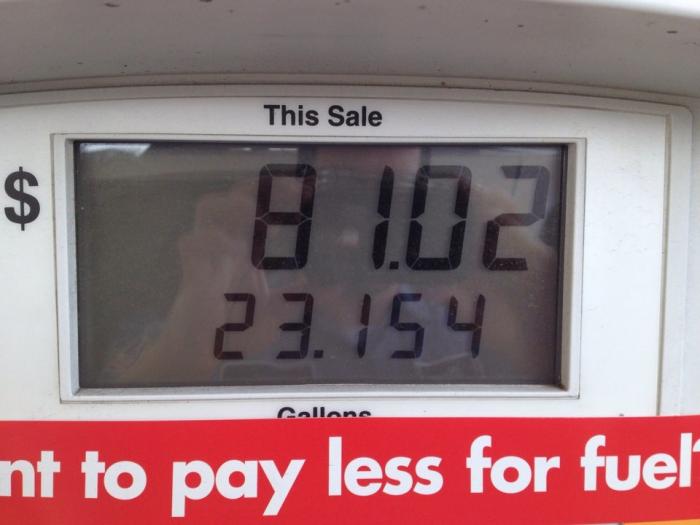 This Sale
$ 81.02
23.154
Gallons
nt to pay less for fuel?